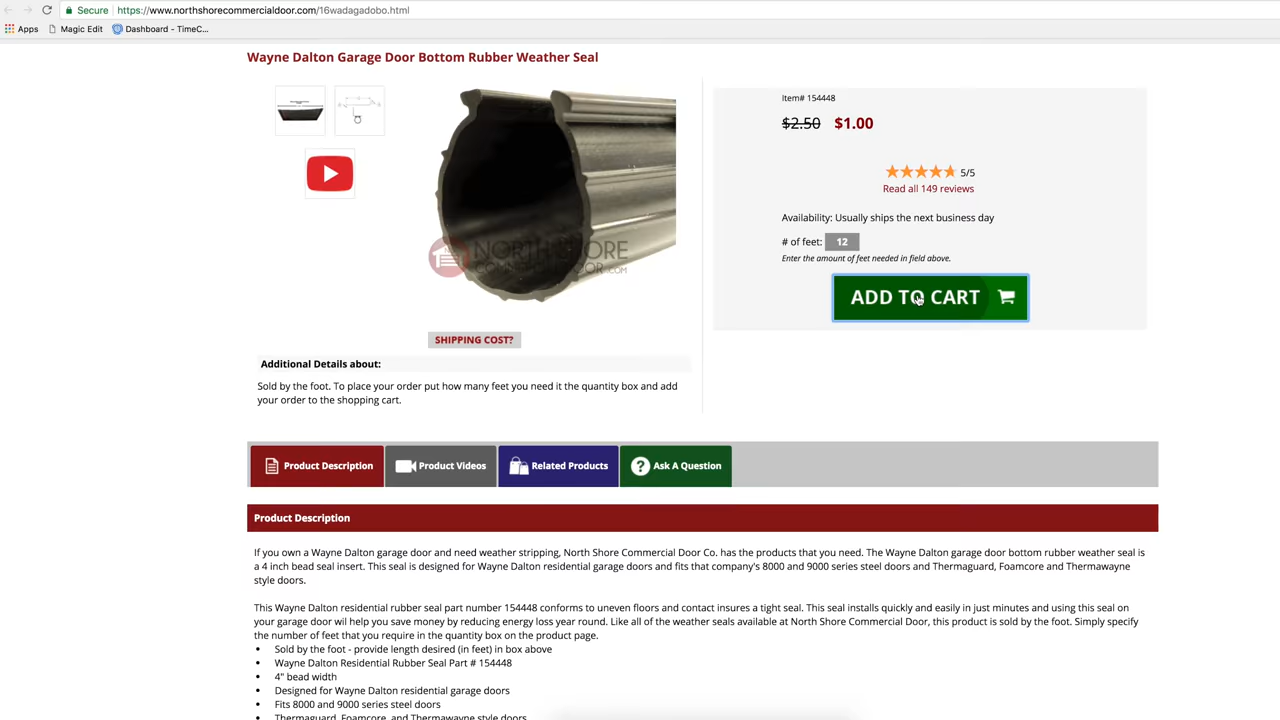 Secure https://www.northshorecommercialdoor.com/16wadagadobo.html
Apps Magic Edit Dashboard - TimeC...
Wayne Dalton Garage Door Bottom Rubber Weather Seal
Item# 154448
$2.50 $1.00
5/5
Read all 149 reviews
Availability: Usually ships the next business day
# of feet: 12
Enter the amount of feet needed in field above.
ADD TO CART
NORTH SHORE
COMMERCIALDOOR.COM
SHIPPING COST?
Additional Details about:
Sold by the foot. To place your order put how many feet you need it the quantity box and add
your order to the shopping cart.
Product Description Product Videos Related Products Ask A Question
Product Description
If you own a Wayne Dalton garage door and need weather stripping, North Shore Commercial Door Co. has the products that you need. The Wayne Dalton garage door bottom rubber weather seal is
a 4 inch bead seal insert. This seal is designed for Wayne Dalton residential garage doors and fits that company's 8000 and 9000 series steel doors and Thermaguard, Foamcore and Thermawayne
style doors.
This Wayne Dalton residential rubber seal part number 154448 conforms to uneven floors and contact insures a tight seal. This seal installs quickly and easily in just minutes and using this seal on
your garage door wil help you save money by reducing energy loss year round. Like all of the weather seals available at North Shore Commercial Door, this product is sold by the foot. Simply specify
the number of feet that you require in the quantity box on the product page.
• Sold by the foot - provide length desired (in feet) in box above
• Wayne Dalton Residential Rubber Seal Part # 154448
• 4" bead width
• Designed for Wayne Dalton residential garage doors
• Fits 8000 and 9000 series steel doors
• Thermaguard, Foamcore, and Thermawayne style doors